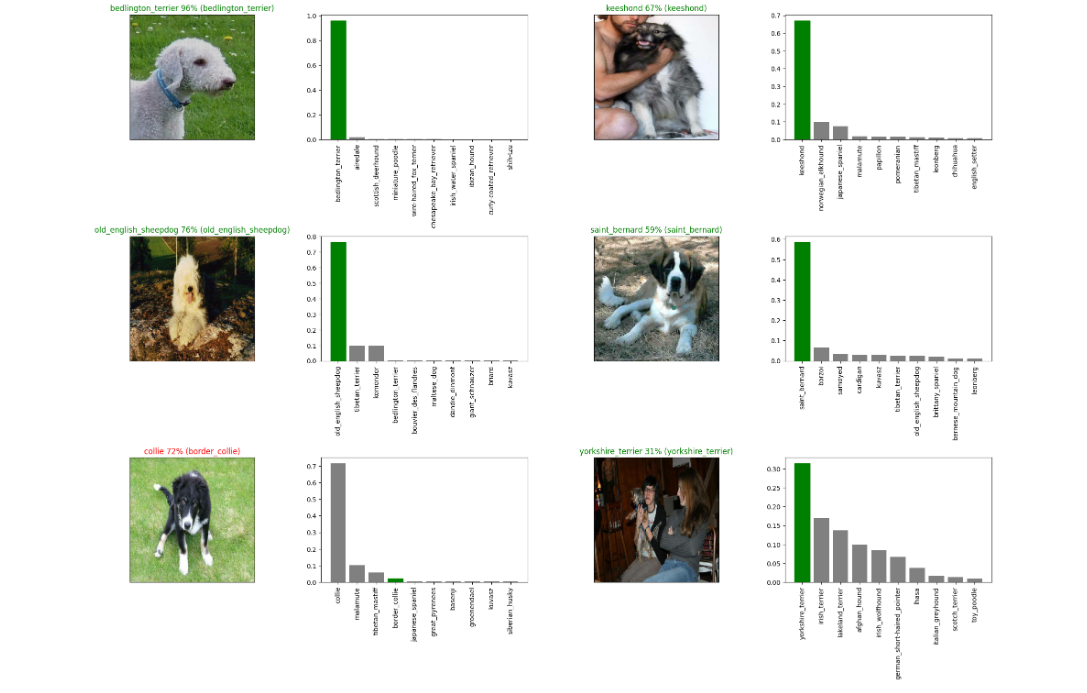 bedlington_terrier 96% (bedlington_terrier)
1.0
0.8
0.6
0.4
0.2
0.0
bedlington_terrier
airedale
scottish_deerhound
miniature_poodle
wire-haired_fox_terrier
chesapeake_bay_retriever
irish_water_spaniel
ibizan_hound
curly-coated_retriever
shih-tzu
keeshond 67% (keeshond)
0.7
0.6
0.5
0.4
0.3
0.2
0.1
0.0
keeshond
norwegian_elkhound
japanese_spaniel
malamute
papillon
pomeranian
tibetan_mastiff
leonberg
chihuahua
english_setter
old_english_sheepdog 76% (old_english_sheepdog)
0.8
0.7
0.6
0.5
0.4
0.3
0.2
0.1
0.0
old_english_sheepdog
tibetan_terrier
komondor
bedlington_terrier
bouvier_des_flandres
maltese_dog
dandie_dinmont
giant_schnauzer
briard
kuvasz
saint_bernard 59% (saint_bernard)
0.6
0.5
0.4
0.3
0.2
0.1
0.0
saint_bernard
borzoi
samoyed
cardigan
kuvasz
tibetan_terrier
old_english_sheepdog
brittany_spaniel
bernese_mountain_dog
leonberg
collie 72% (border_collie)
0.7
0.6
0.5
0.4
0.3
0.2
0.1
0.0
collie
malamute
tibetan_mastiff
border_collie
japanese_spaniel
great_pyrenees
basenji
groenendael
kuvasz
siberian_husky
yorkshire_terrier 31% (yorkshire_terrier)
0.30
0.25
0.20
0.15
0.10
0.05
0.00
yorkshire_terrier
irish_terrier
lakeland_terrier
afghan_hound
irish_wolfhound
german_short-haired_pointer
lhasa
italian_greyhound
scotch_terrier
toy_poodle